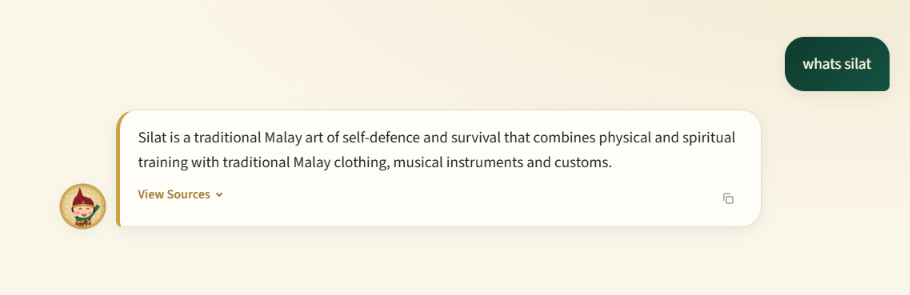 whats silat
Silat is a traditional Malay art of self-defence and survival that combines physical and spiritual
training with traditional Malay clothing, musical instruments and customs.
View Sources